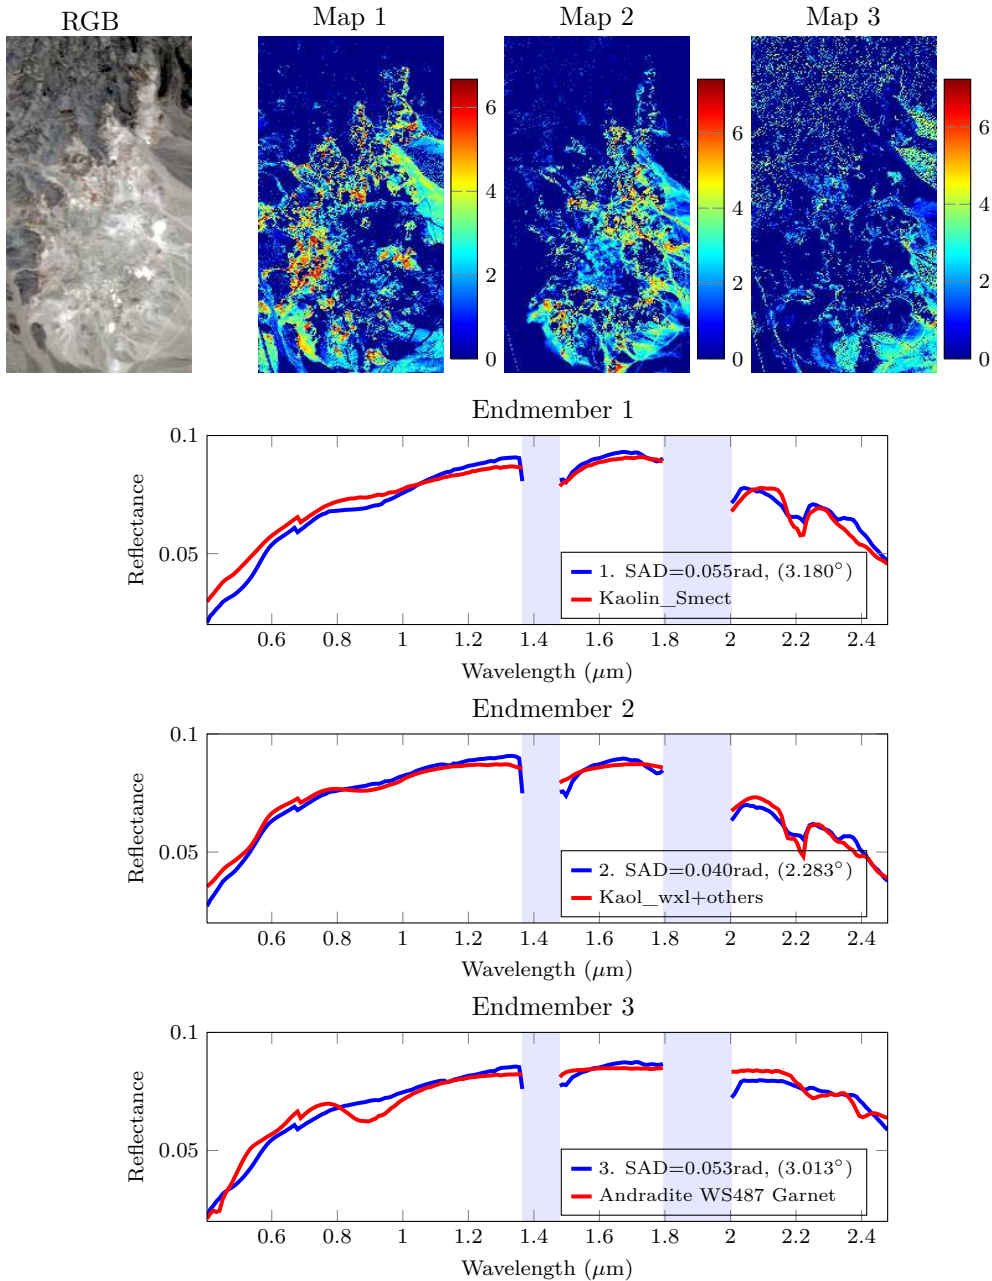 RGB
Map 1
Map 2
Map 3
6
4
2
0
6
4
2
0
6
4
2
0
Endmember 1
0.1
0.05
Reflectance
1. SAD=0.055rad, (3.180°)
Kaolin_Smect
0.6 0.8 1 1.2 1.4 1.6 1.8 2 2.2 2.4
Wavelength (μm)
Endmember 2
0.1
0.05
Reflectance
2. SAD=0.040rad, (2.283°)
Kaol_wxl+others
0.6 0.8 1 1.2 1.4 1.6 1.8 2 2.2 2.4
Wavelength (μm)
Endmember 3
0.1
0.05
Reflectance
3. SAD=0.053rad, (3.013°)
Andradite WS487 Garnet
0.6 0.8 1 1.2 1.4 1.6 1.8 2 2.2 2.4
Wavelength (μm)